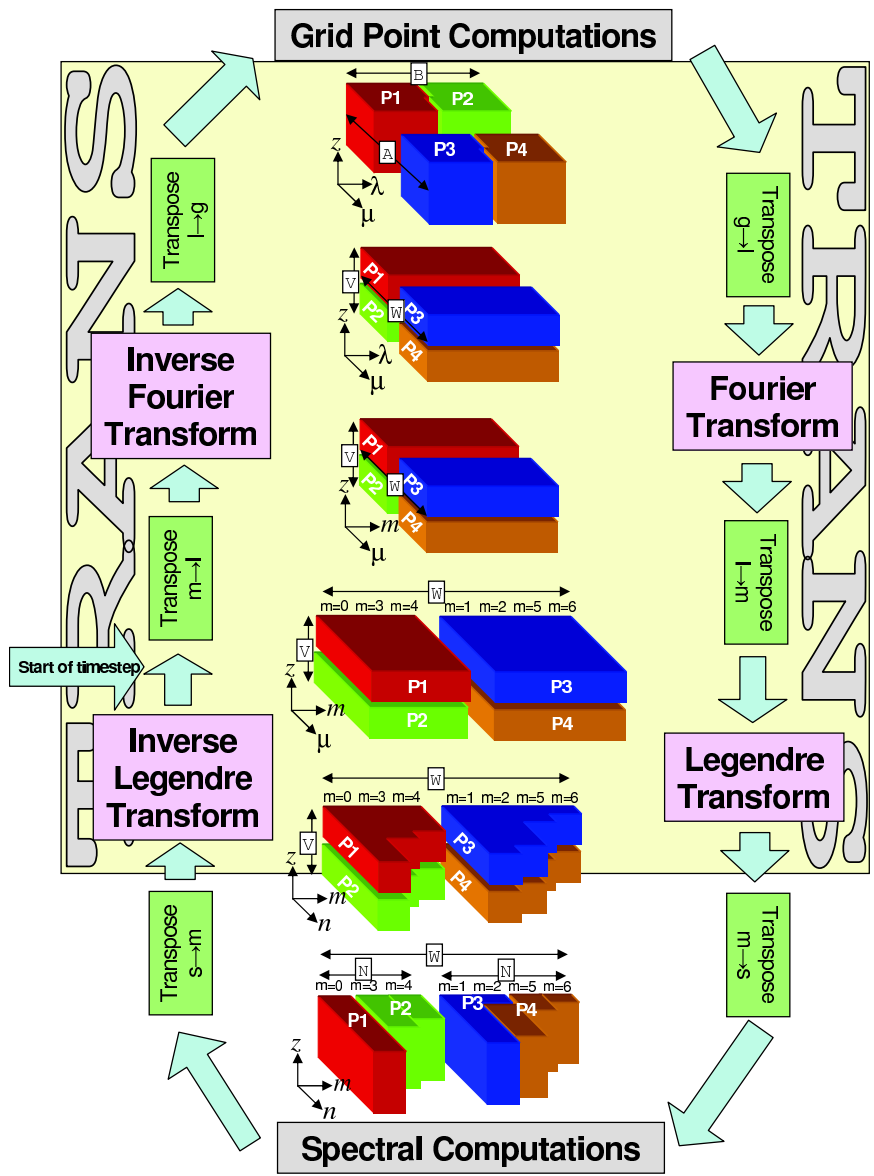 Grid Point Computations
TRANS
TRANS
B
P1
P2
A
P3
P4
z
λ
μ
Transpose
l→g
Transpose
g→l
P1
V
P2
W
P3
P4
z
λ
μ
Inverse
Fourier
Transform
Fourier
Transform
P1
V
P2
W
P3
P4
z
m
μ
Transpose
m→l
Transpose
l→m
W
m=0 m=3 m=4
m=1 m=2 m=5 m=6
V
P1
P2
P3
P4
z
m
μ
Start of timestep
Inverse
Legendre
Transform
Legendre
Transform
W
m=0 m=3 m=4
m=1 m=2 m=5 m=6
V
P1
P2
P3
P4
z
m
n
Transpose
s→m
Transpose
m→s
W
N
N
m=0 m=3 m=4
m=1 m=2 m=5 m=6
P1
P2
P3
P4
z
m
n
Spectral Computations